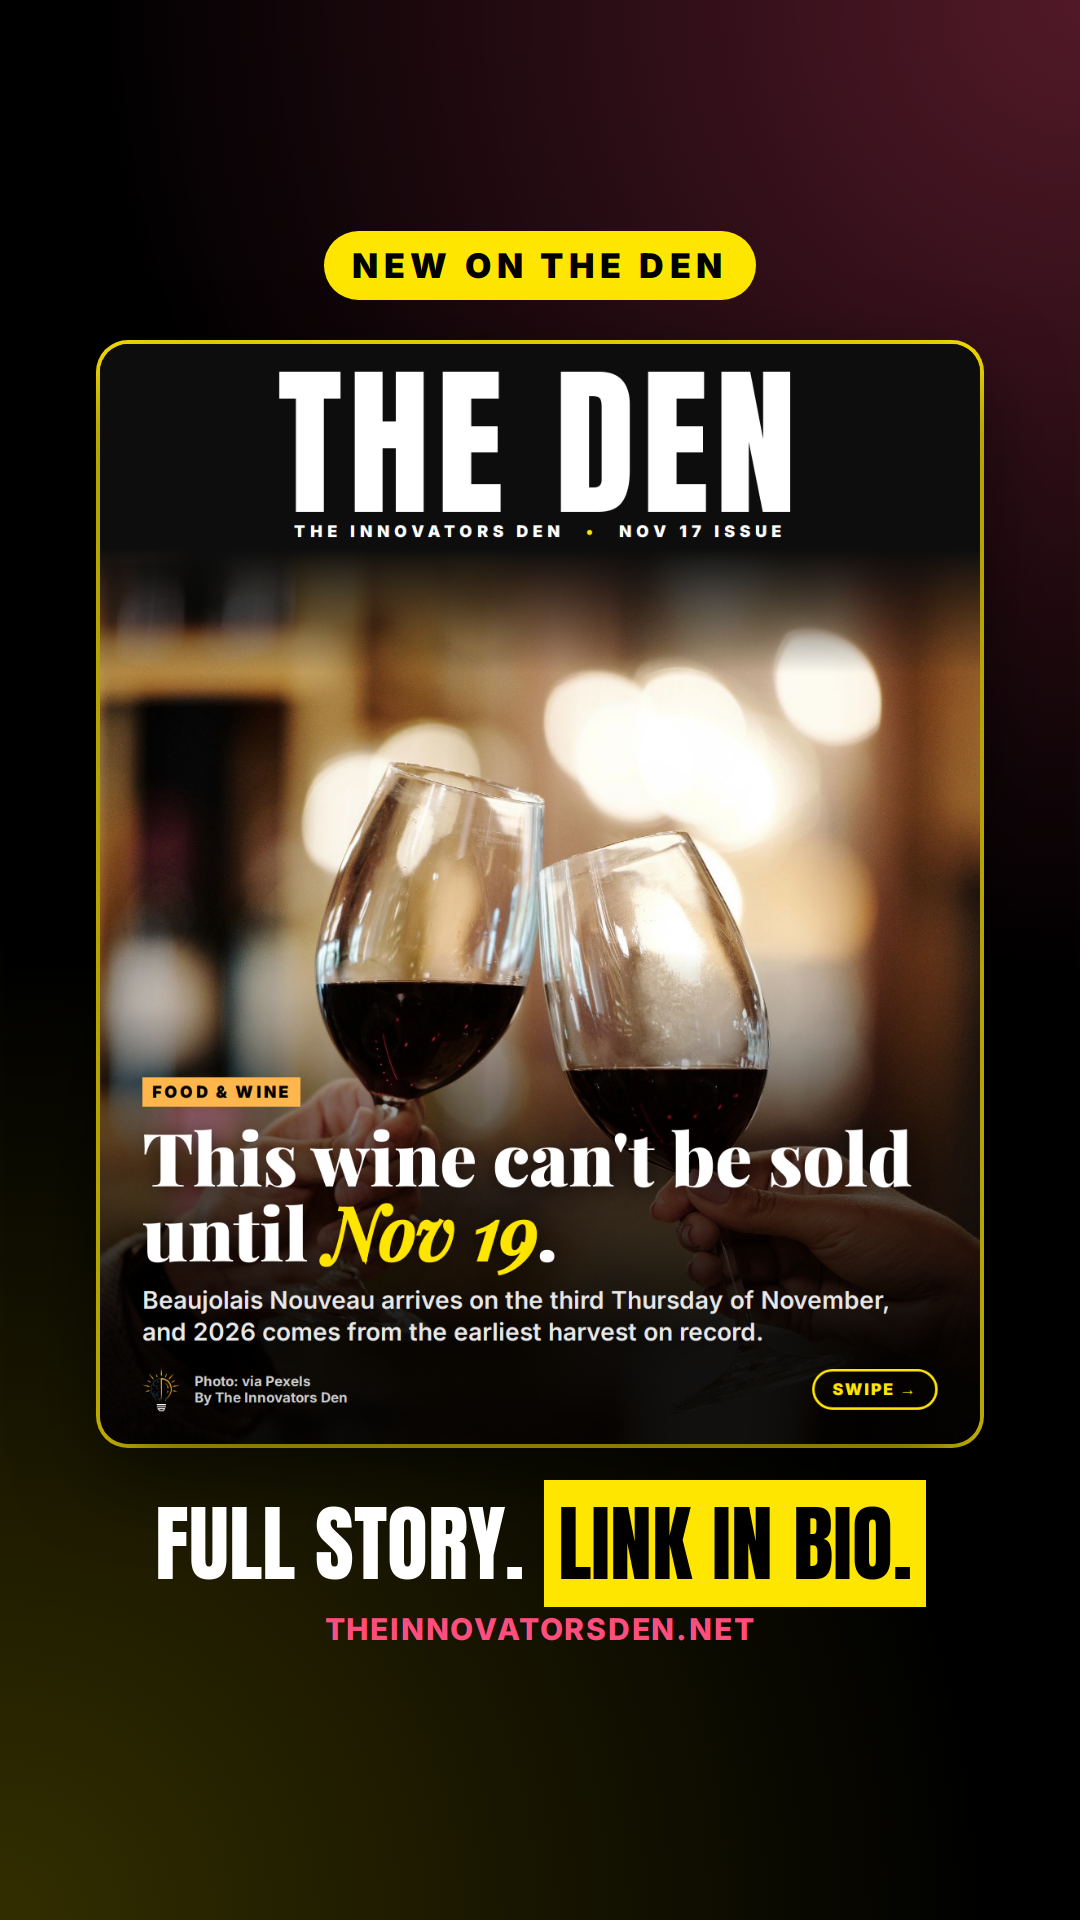 NEW ON THE DEN
THE DEN
THE INNOVATORS DEN • NOV 17 ISSUE
FOOD & WINE
This wine can't be sold
until Nov 19.
Beaujolais Nouveau arrives on the third Thursday of November,
and 2026 comes from the earliest harvest on record.
Photo: via Pexels
By The Innovators Den
SWIPE →
FULL STORY. LINK IN BIO.
THEINNOVATORSDEN.NET